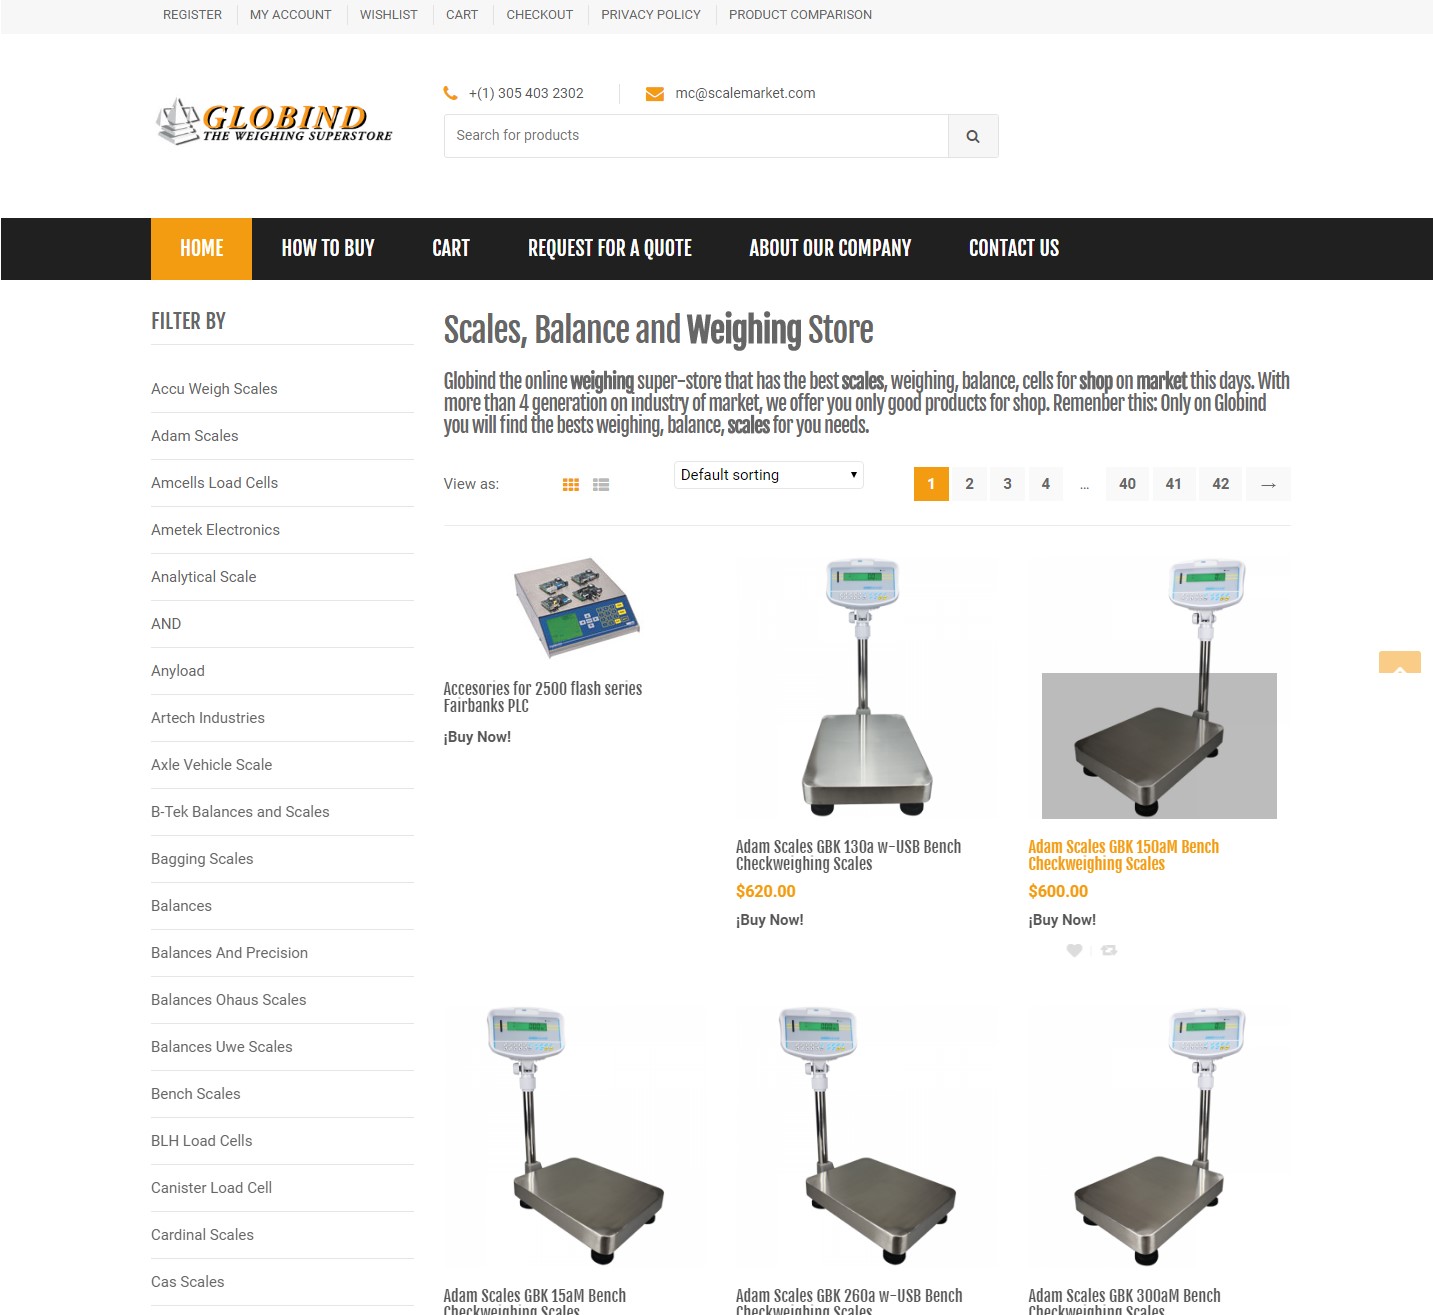 REGISTER MY ACCOUNT WISHLIST CART CHECKOUT PRIVACY POLICY PRODUCT COMPARISON
+(1) 305 403 2302 mc@scalemarket.com
GLOBIND
THE WEIGHING SUPERSTORE
Search for products
HOME HOW TO BUY CART REQUEST FOR A QUOTE ABOUT OUR COMPANY CONTACT US
FILTER BY
Accu Weigh Scales
Adam Scales
Amcells Load Cells
Ametek Electronics
Analytical Scale
AND
Anyload
Artech Industries
Axle Vehicle Scale
B-Tek Balances and Scales
Bagging Scales
Balances
Balances And Precision
Balances Ohaus Scales
Balances Uwe Scales
Bench Scales
BLH Load Cells
Canister Load Cell
Cardinal Scales
Cas Scales
Scales, Balance and Weighing Store
Globind the online weighing super-store that has the best scales, weighing, balance, cells for shop on market this days. With
more than 4 generation on industry of market, we offer you only good products for shop. Remenber this: Only on Globind
you will find the bests weighing, balance, scales for you needs.
View as: Default sorting 1 2 3 4 ... 40 41 42 →
Accesories for 2500 flash series
Fairbanks PLC
¡Buy Now!
Adam Scales GBK 130a w-USB Bench
Checkweighing Scales
$620.00
¡Buy Now!
Adam Scales GBK 150aM Bench
Checkweighing Scales
$600.00
¡Buy Now!
Adam Scales GBK 15aM Bench
Checkweighing Scales
Adam Scales GBK 260a w-USB Bench
Checkweighing Scales
Adam Scales GBK 300aM Bench
Checkweighing Scales